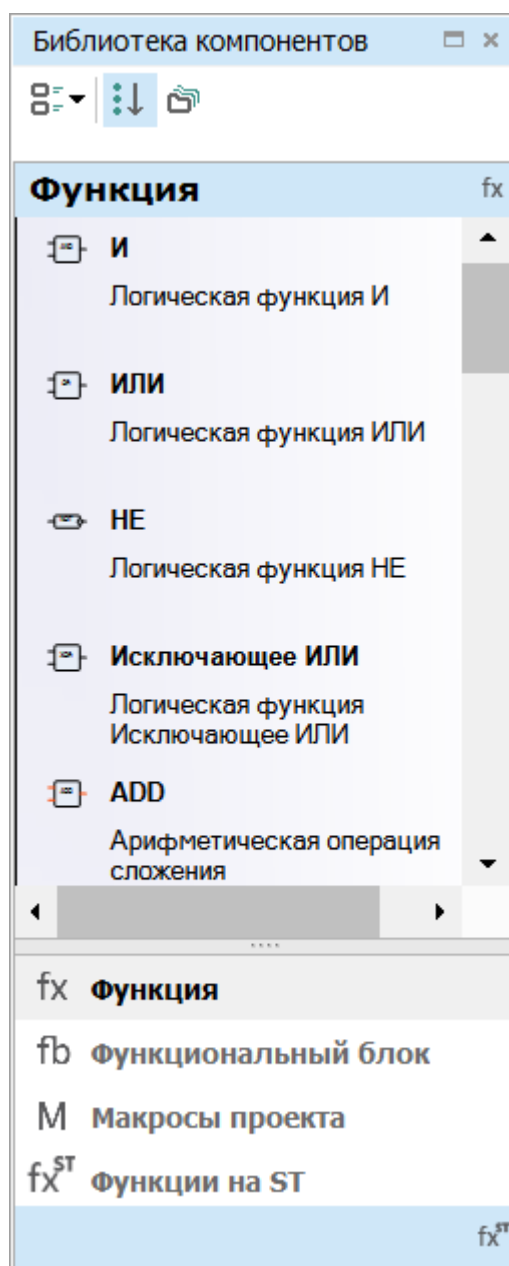 Библиотека компонентов
Функция fx
И
Логическая функция И
ИЛИ
Логическая функция ИЛИ
НЕ
Логическая функция НЕ
Исключающее ИЛИ
Логическая функция
Исключающее ИЛИ
ADD
Арифметическая операция
сложения
fx Функция
fb Функциональный блок
M Макросы проекта
fxST Функции на ST
fxST